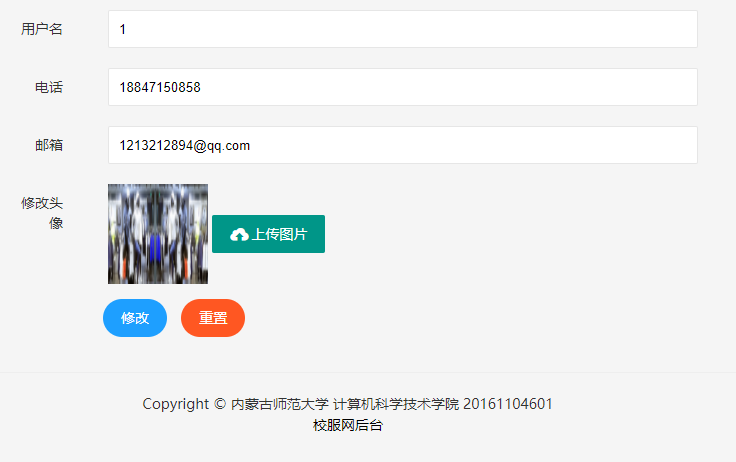 用户名 1
电话 18847150858
邮箱 1213212894@qq.com
修改头
像
上传图片
修改 重置
Copyright © 内蒙古师范大学 计算机科学技术学院 20161104601
校服网后台